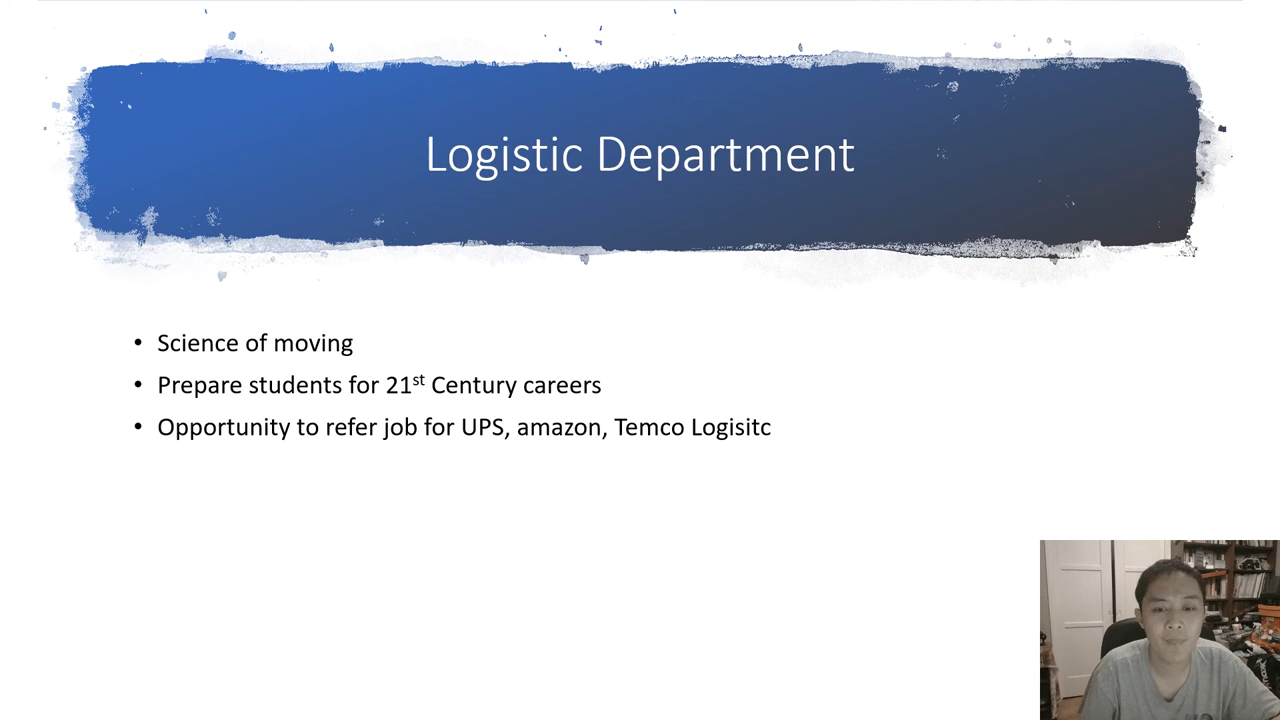 Logistic Department
• Science of moving
• Prepare students for 21st Century careers
• Opportunity to refer job for UPS, amazon, Temco Logisitc